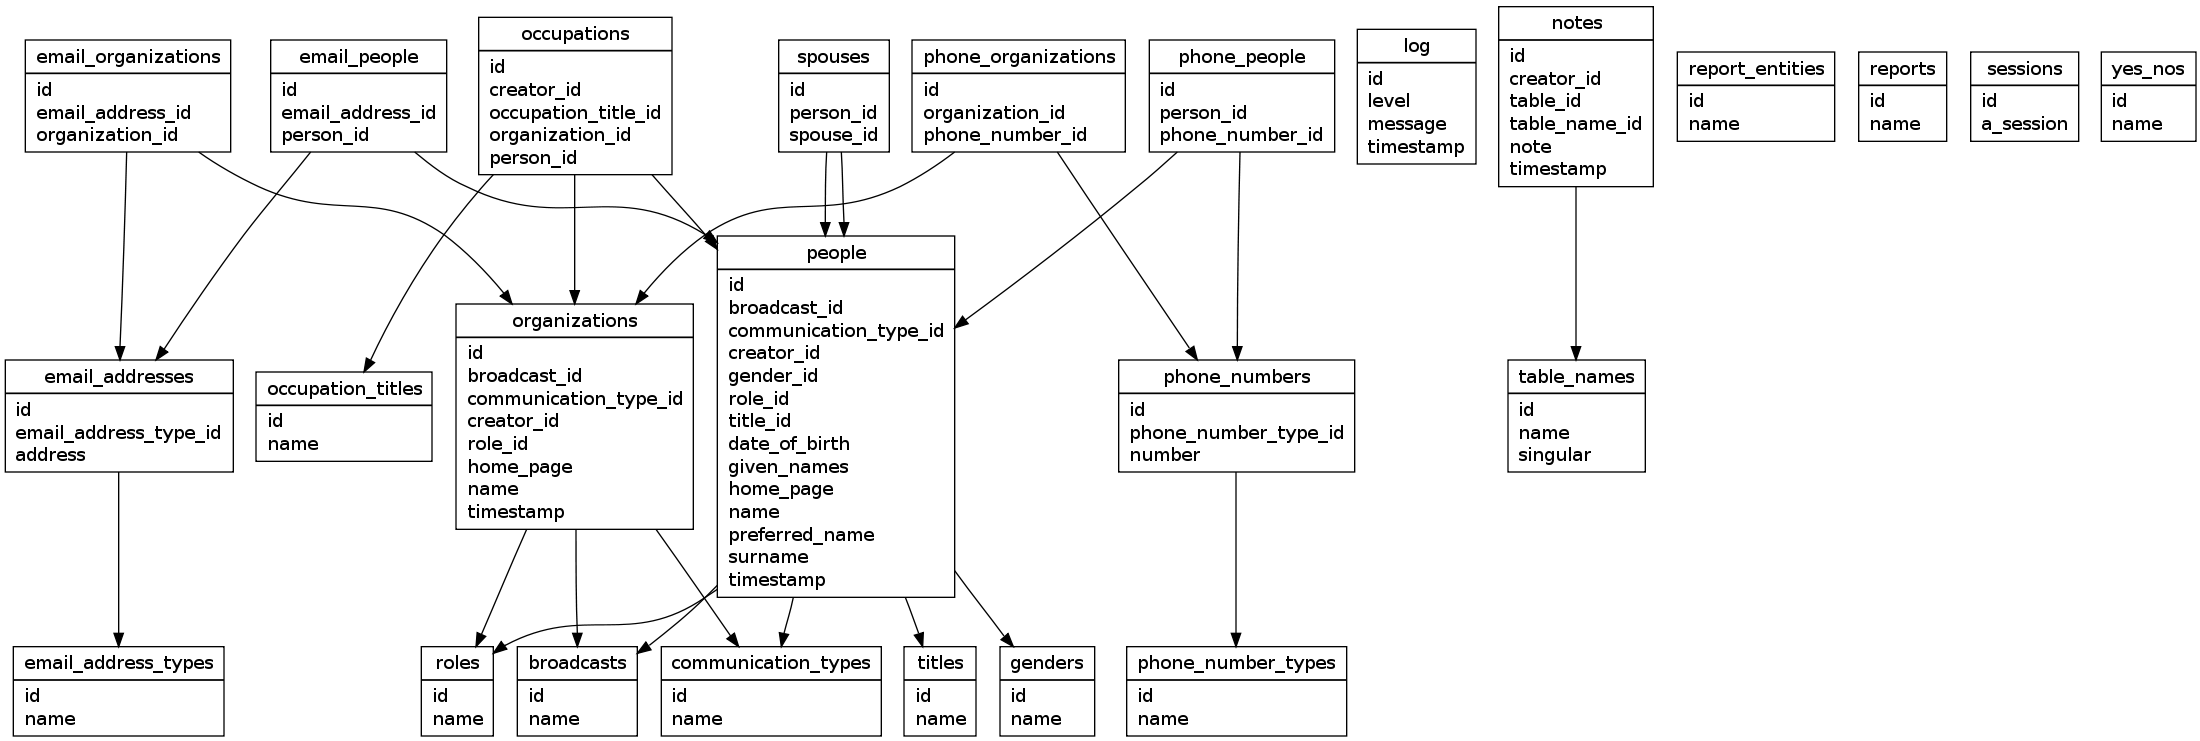 email_organizations
id
email_address_id
organization_id
email_people
id
email_address_id
person_id
occupations
id
creator_id
occupation_title_id
organization_id
person_id
spouses
id
person_id
spouse_id
phone_organizations
id
organization_id
phone_number_id
phone_people
id
person_id
phone_number_id
log
id
level
message
timestamp
notes
id
creator_id
table_id
table_name_id
note
timestamp
report_entities
id
name
reports
id
name
sessions
id
a_session
yes_nos
id
name
email_addresses
id
email_address_type_id
address
occupation_titles
id
name
organizations
id
broadcast_id
communication_type_id
creator_id
role_id
home_page
name
timestamp
people
id
broadcast_id
communication_type_id
creator_id
gender_id
role_id
title_id
date_of_birth
given_names
home_page
name
preferred_name
surname
timestamp
phone_numbers
id
phone_number_type_id
number
table_names
id
name
singular
email_address_types
id
name
roles
id
name
broadcasts
id
name
communication_types
id
name
titles
id
name
genders
id
name
phone_number_types
id
name